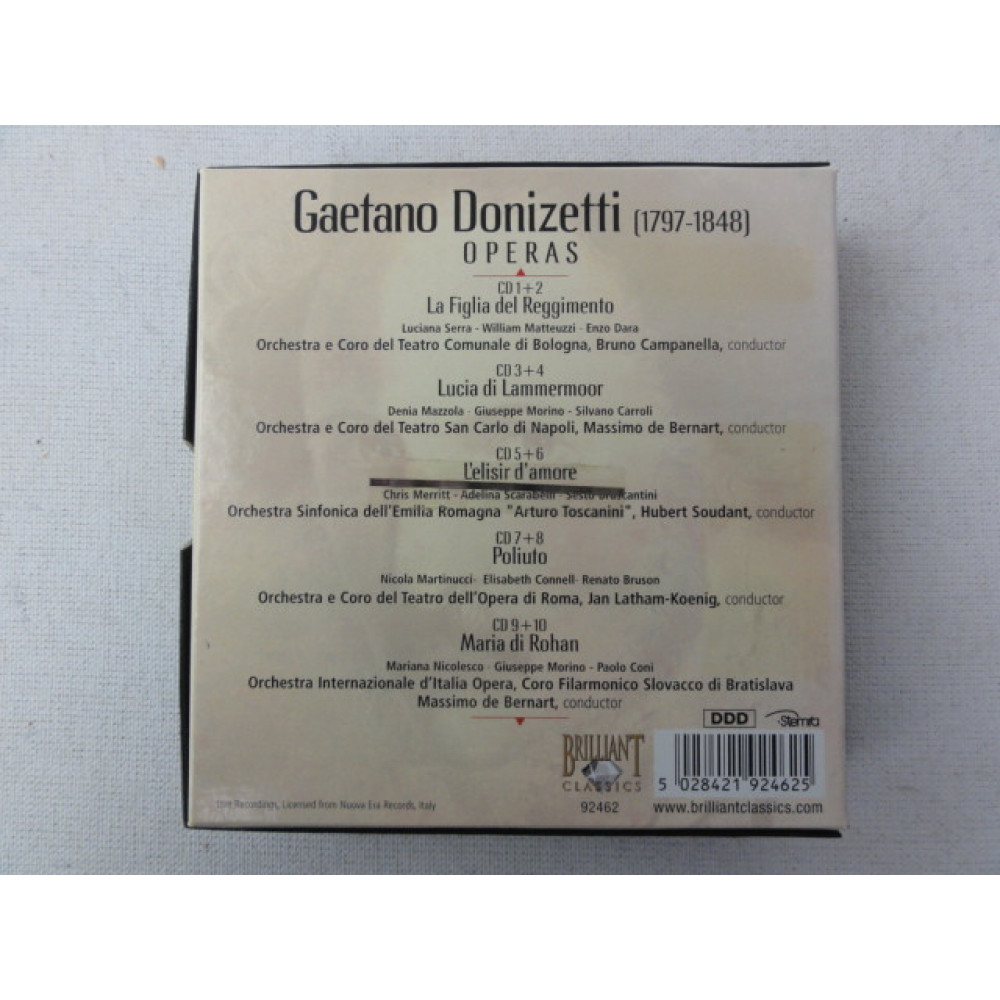 Gaetano Donizetti (1797-1848)
OPERAS
CD 1+2
La Figlia del Reggimento
Luciana Serra - William Matteuzzi · Enzo Dara
Orchestra e Coro del Teatro Comunale di Bologna, Bruno Campanella, conductor
CD 3+4
Lucia di Lammermoor
Denia Mazzola · Giuseppe Morino - Silvano Carroli
Orchestra e Coro del Teatro San Carlo di Napoli, Massimo de Bernart, conductor
CD 5+6
L'elisir d'amore
Chris Merritt - Adelina Scarabelli · Sesto Bruscantini
Orchestra Sinfonica dell'Emilia Romagna "Arturo Toscanini", Hubert Soudant, conductor
CD 7+8
Poliuto
Nicola Martinucci· Elisabeth Connell· Renato Bruson
Orchestra e Coro del Teatro dell'Opera di Roma, Jan Latham-Koenig, conductor
CD 9+10
Maria di Rohan
Mariana Nicolesco · Giuseppe Morino - Paolo Coni
Orchestra Internazionale d'Italia Opera, Coro Filarmonico Slovacco di Bratislava
Massimo de Bernart, conductor
DDD Stemra
BRILLIANT
CLASSICS
5 028421 924625
Live Recordings, Licensed from Nuova Era Records, Italy
92462
www.brilliantclassics.com